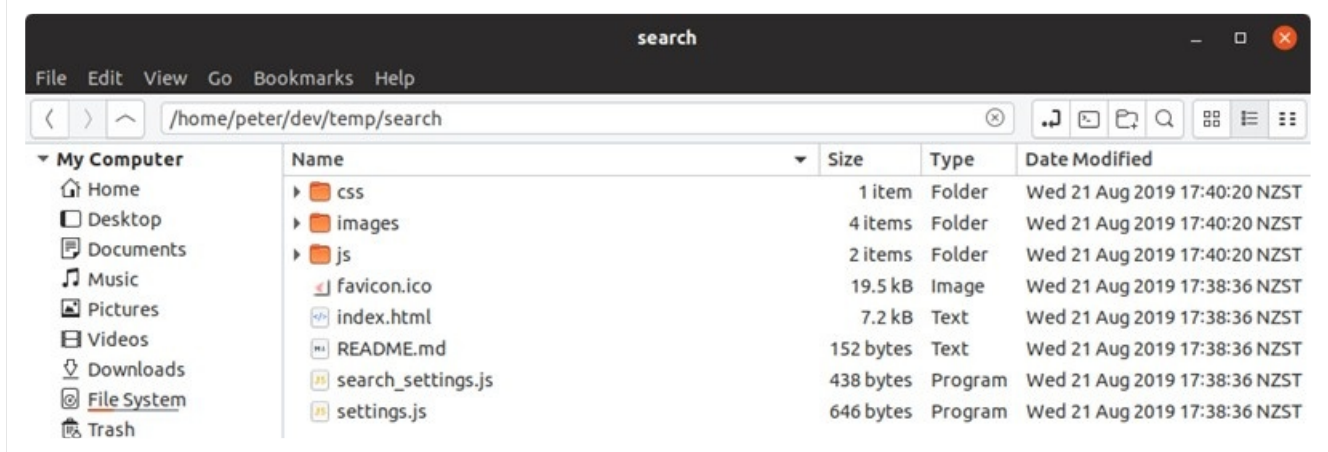 search
File Edit View Go Bookmarks Help
/home/peter/dev/temp/search
My Computer Name Size Type Date Modified
Home css 1 item Folder Wed 21 Aug 2019 17:40:20 NZST
Desktop images 4 items Folder Wed 21 Aug 2019 17:40:20 NZST
Documents js 2 items Folder Wed 21 Aug 2019 17:40:20 NZST
Music favicon.ico 19.5 kB Image Wed 21 Aug 2019 17:38:36 NZST
Pictures index.html 7.2 kB Text Wed 21 Aug 2019 17:38:36 NZST
Videos README.md 152 bytes Text Wed 21 Aug 2019 17:38:36 NZST
Downloads search_settings.js 438 bytes Program Wed 21 Aug 2019 17:38:36 NZST
File System settings.js 646 bytes Program Wed 21 Aug 2019 17:38:36 NZST
Trash